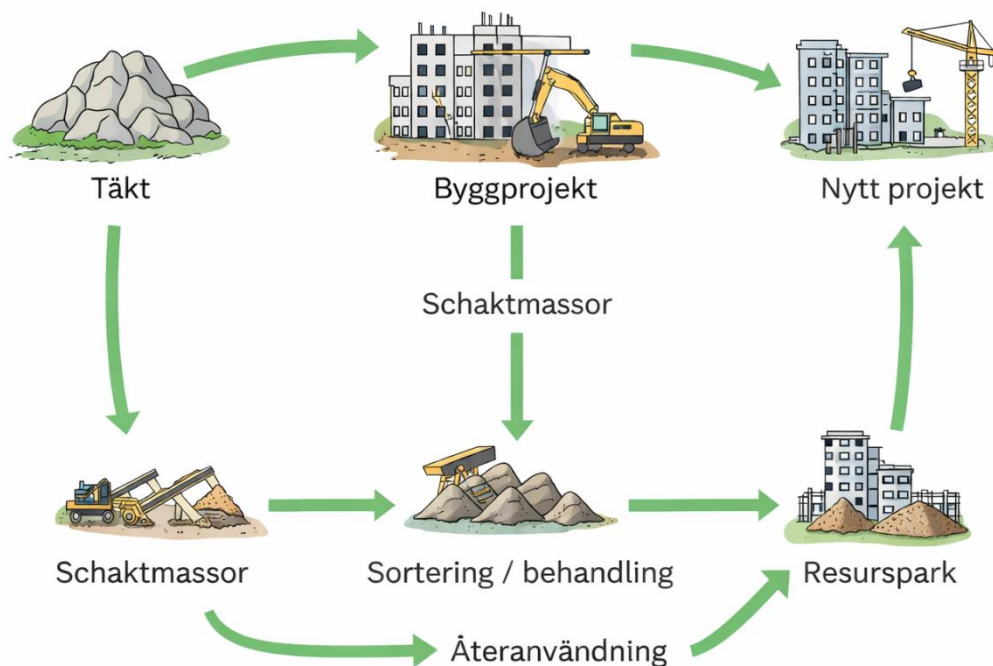 Täkt
Byggprojekt
Nytt projekt
Schaktmassor
Schaktmassor
Sortering / behandling
Resurspark
Återanvändning